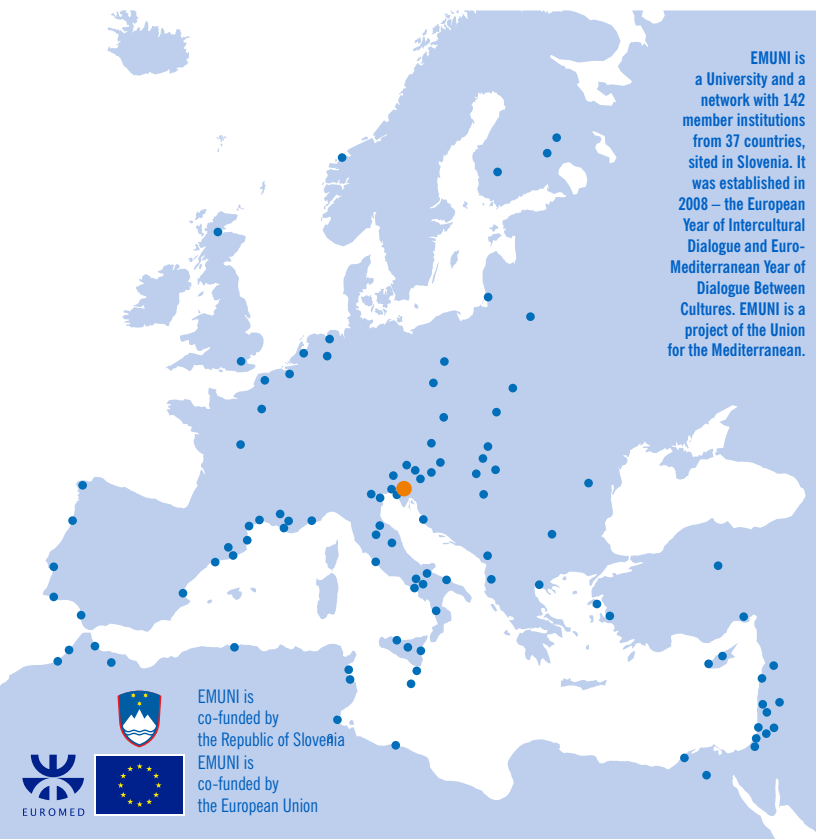 EMUNI is
a University and a
network with 142
member institutions
from 37 countries,
sited in Slovenia. It
was established in
2008 – the European
Year of Intercultural
Dialogue and Euro-
Mediterranean Year of
Dialogue Between
Cultures. EMUNI is a
project of the Union
for the Mediterranean.
EMUNI is
co-funded by
the Republic of Slovenia
EMUNI is
co-funded by
the European Union
EUROMED